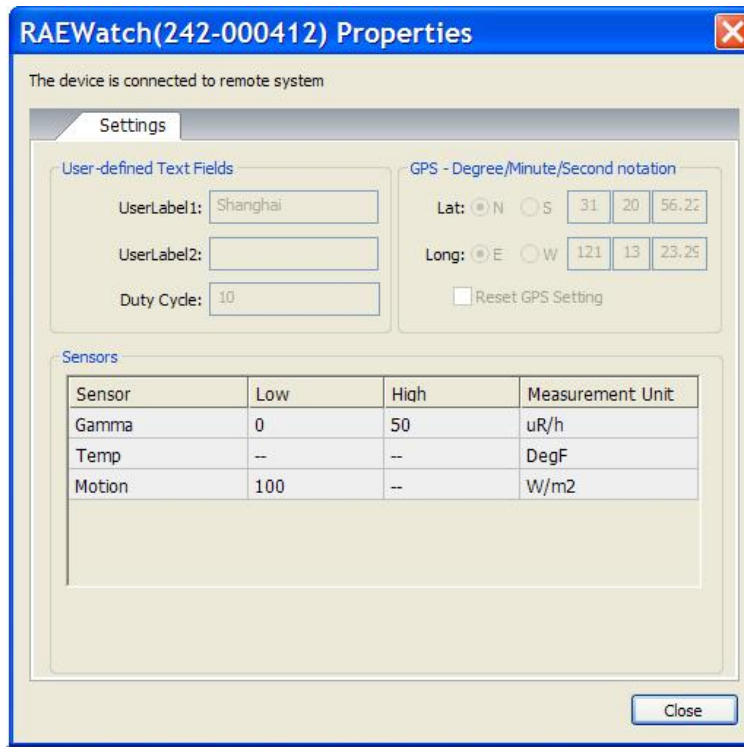 RAEWatch(242-000412) Properties
The device is connected to remote system
Settings
User-defined Text Fields
UserLabel1: Shanghai
UserLabel2:
Duty Cycle: 10
GPS - Degree/Minute/Second notation
Lat: N S 31 20 56.22
Long: E W 121 13 23.29
Reset GPS Setting
Sensors
Sensor Low High Measurement Unit
Gamma 0 50 uR/h
Temp -- -- DegF
Motion 100 -- W/m2
Close